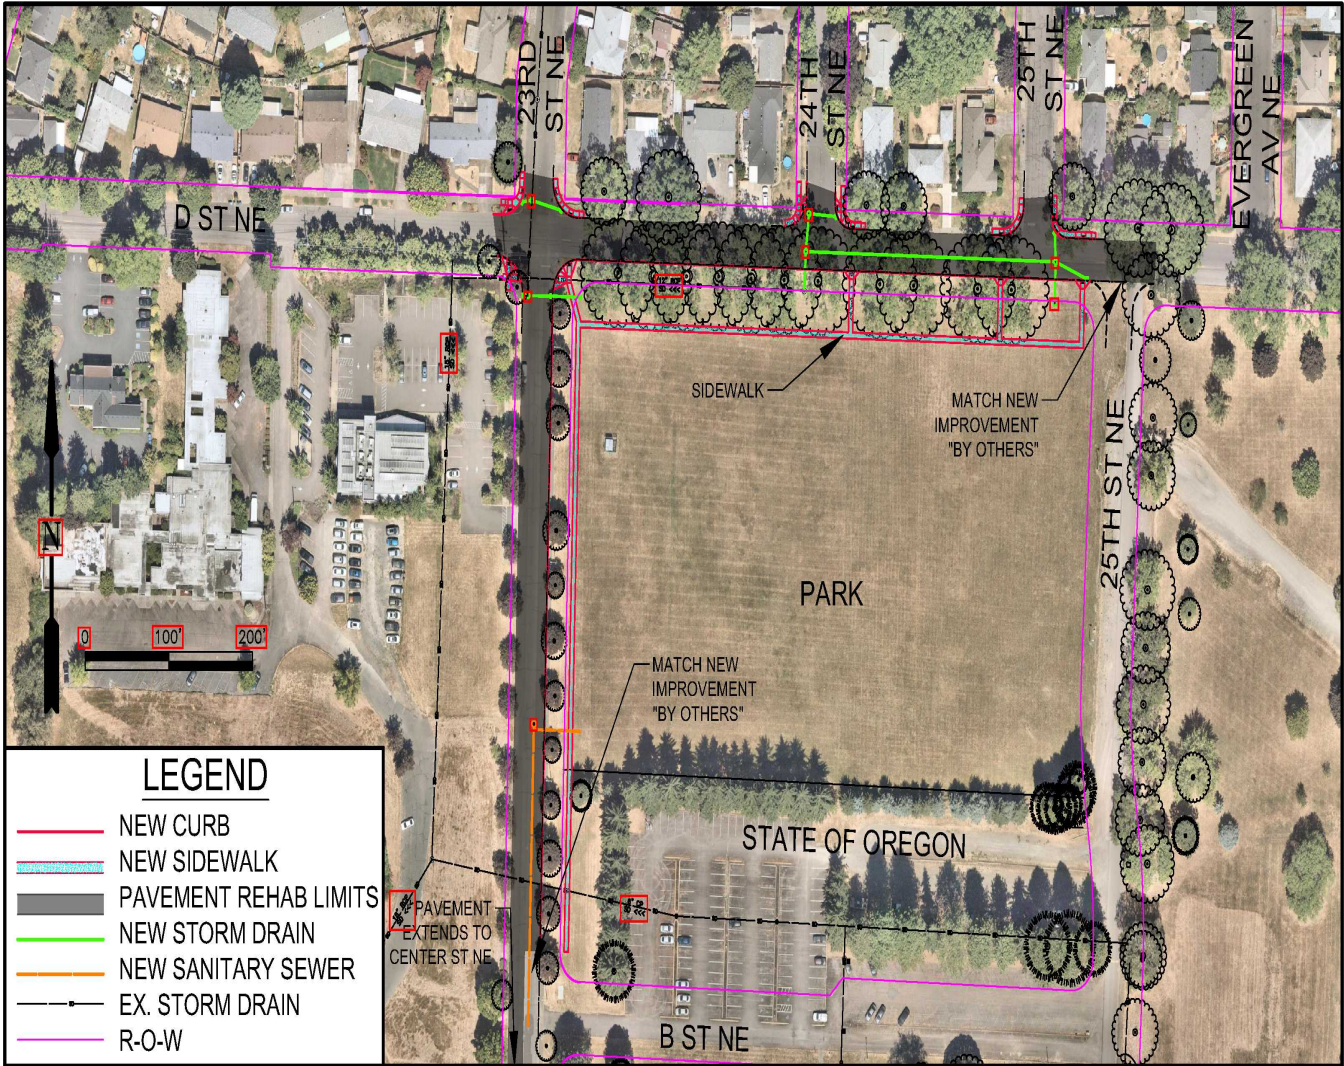 23RD
ST NE
24TH
ST NE
25TH
ST NE
EVERGREEN
AV NE
D ST NE
SIDEWALK
MATCH NEW
IMPROVEMENT
"BY OTHERS"
25TH ST NE
N
0 100' 200'
PARK
MATCH NEW
IMPROVEMENT
"BY OTHERS"
STATE OF OREGON
PAVEMENT
EXTENDS TO
CENTER ST NE
B ST NE
LEGEND
NEW CURB
NEW SIDEWALK
PAVEMENT REHAB LIMITS
NEW STORM DRAIN
NEW SANITARY SEWER
EX. STORM DRAIN
R-O-W